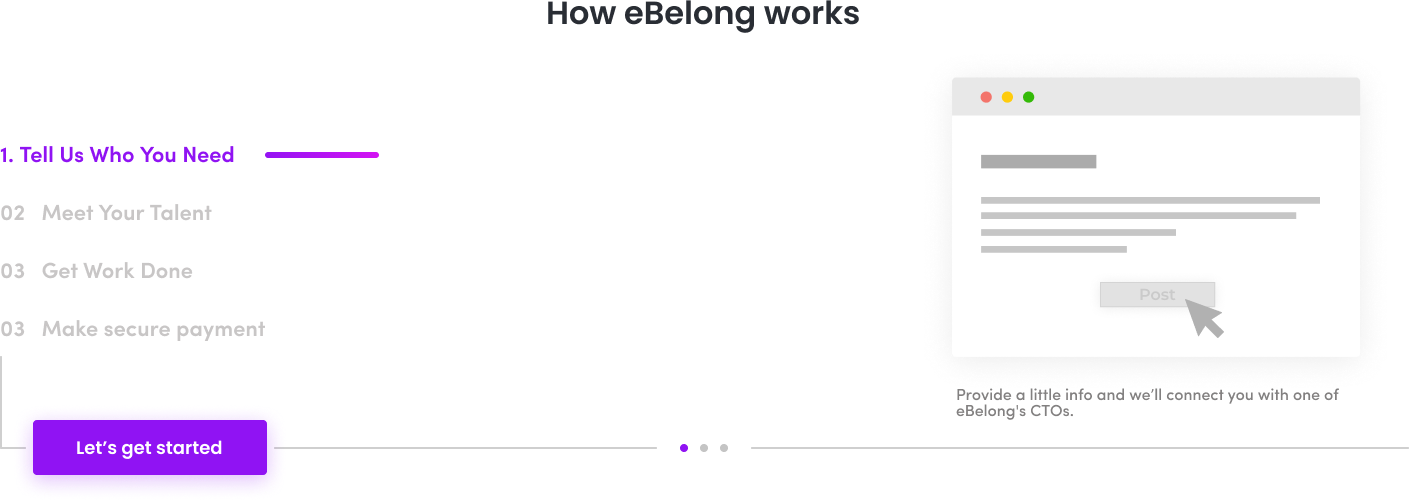 How eBelong works
1. Tell Us Who You Need
02 Meet Your Talent
03 Get Work Done
03 Make secure payment
Post
Provide a little info and we’ll connect you with one of
eBelong's CTOs.
Let’s get started